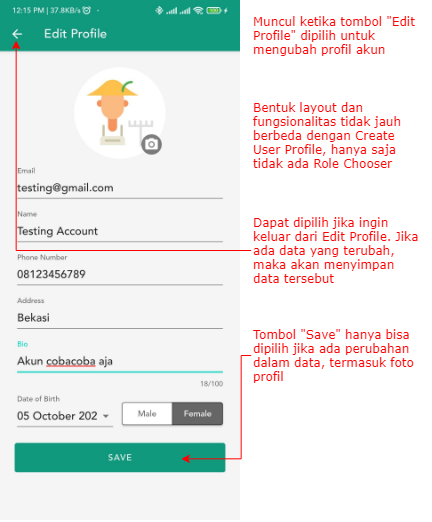 12:15 PM | 37.8KB/s
Edit Profile
Email
testing@gmail.com
Name
Testing Account
Phone Number
08123456789
Address
Bekasi
Bio
Akun cobacoba aja
18/100
Date of Birth
05 October 202
Male
Female
SAVE
Muncul ketika tombol "Edit
Profile" dipilih untuk
mengubah profil akun
Bentuk layout dan
fungsionalitas tidak jauh
berbeda dengan Create
User Profile, hanya saja
tidak ada Role Chooser
Dapat dipilih jika ingin
keluar dari Edit Profile. Jika
ada data yang terubah,
maka akan menyimpan
data tersebut
Tombol "Save" hanya bisa
dipilih jika ada perubahan
dalam data, termasuk foto
profil